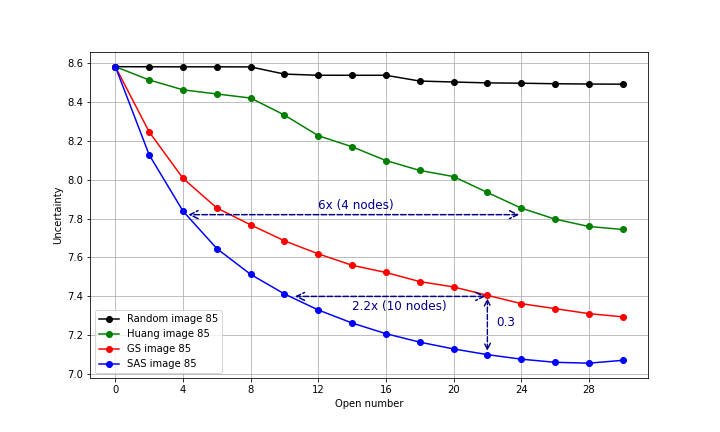 8.6
8.4
8.2
8.0
7.8
7.6
7.4
7.2
7.0
Uncertainty
6x (4 nodes)
2.2x (10 nodes)
0.3
Random image 85
Huang image 85
GS image 85
SAS image 85
0 4 8 12 16 20 24 28
Open number